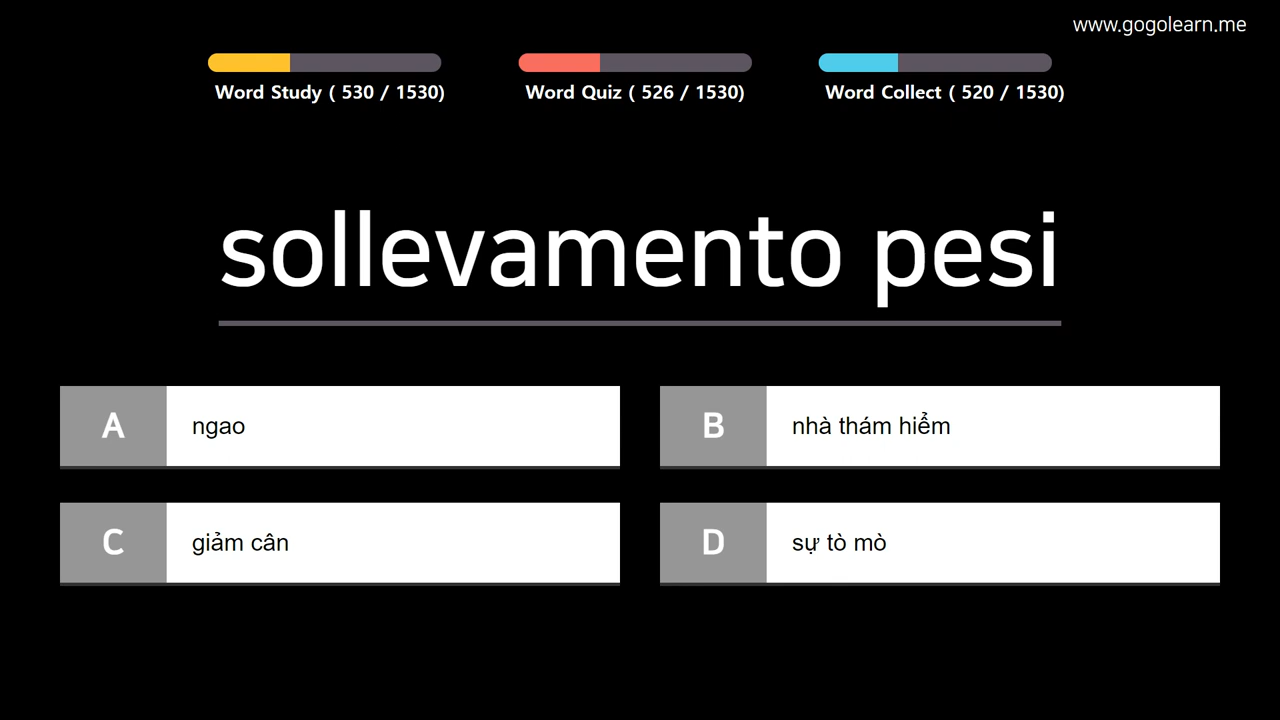 www.gogolearn.me
Word Study ( 530 / 1530)
Word Quiz ( 526 / 1530)
Word Collect ( 520 / 1530)
sollevamento pesi
A
ngao
B
nhà thám hiểm
C
giảm cân
D
sự tò mò